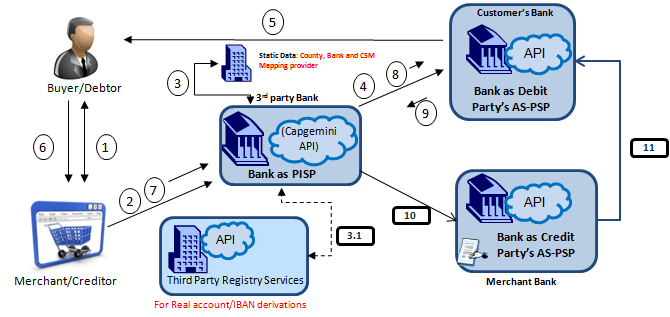 5
Customer's Bank
API
Bank as Debit
Party's AS-PSP
Static Data: County, Bank and CSM
Mapping provider
Buyer/Debtor
3
4
8
9
3rd party Bank
(Capgemini
API)
Bank as PISP
6
1
11
2
7
10
API
Bank as Credit
Party's AS-PSP
Merchant Bank
3.1
API
Third Party Registry Services
For Real account/IBAN derivations
Merchant/Creditor